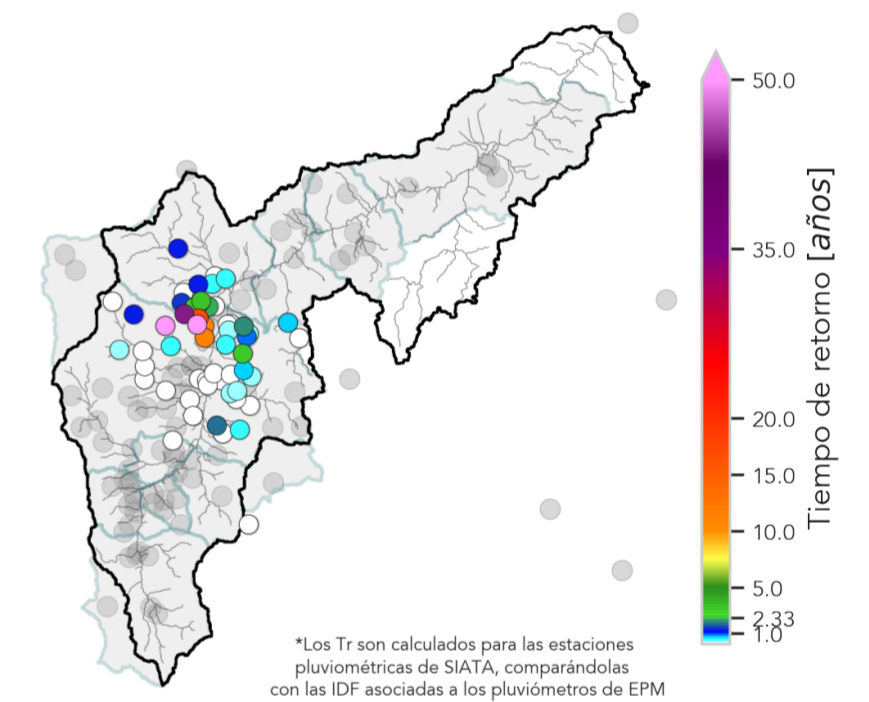 50.0
35.0
20.0
15.0
10.0
5.0
2.33
1.0
Tiempo de retorno [años]
*Los Tr son calculados para las estaciones
pluviométricas de SIATA, comparándolas
con las IDF asociadas a los pluviómetros de EPM